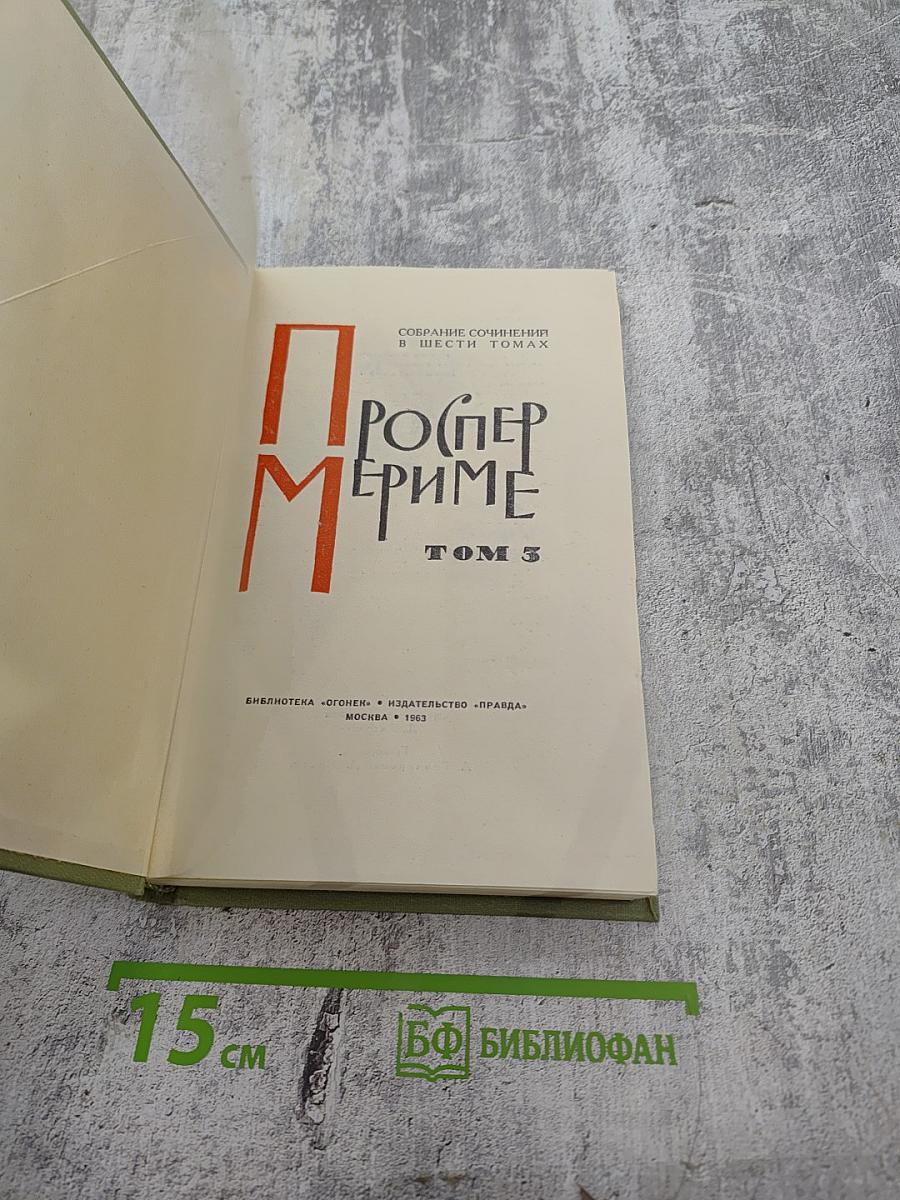 СОБРАНИЕ СОЧИНЕНИЙ
В ШЕСТИ ТОМАХ
ПРОСПЕР
МЕРИМЕ
ТОМ 3
БИБЛИОТЕКА «ОГОНЕК» • ИЗДАТЕЛЬСТВО «ПРАВДА»
МОСКВА • 1963
15 см
БФ БИБЛИОФАН